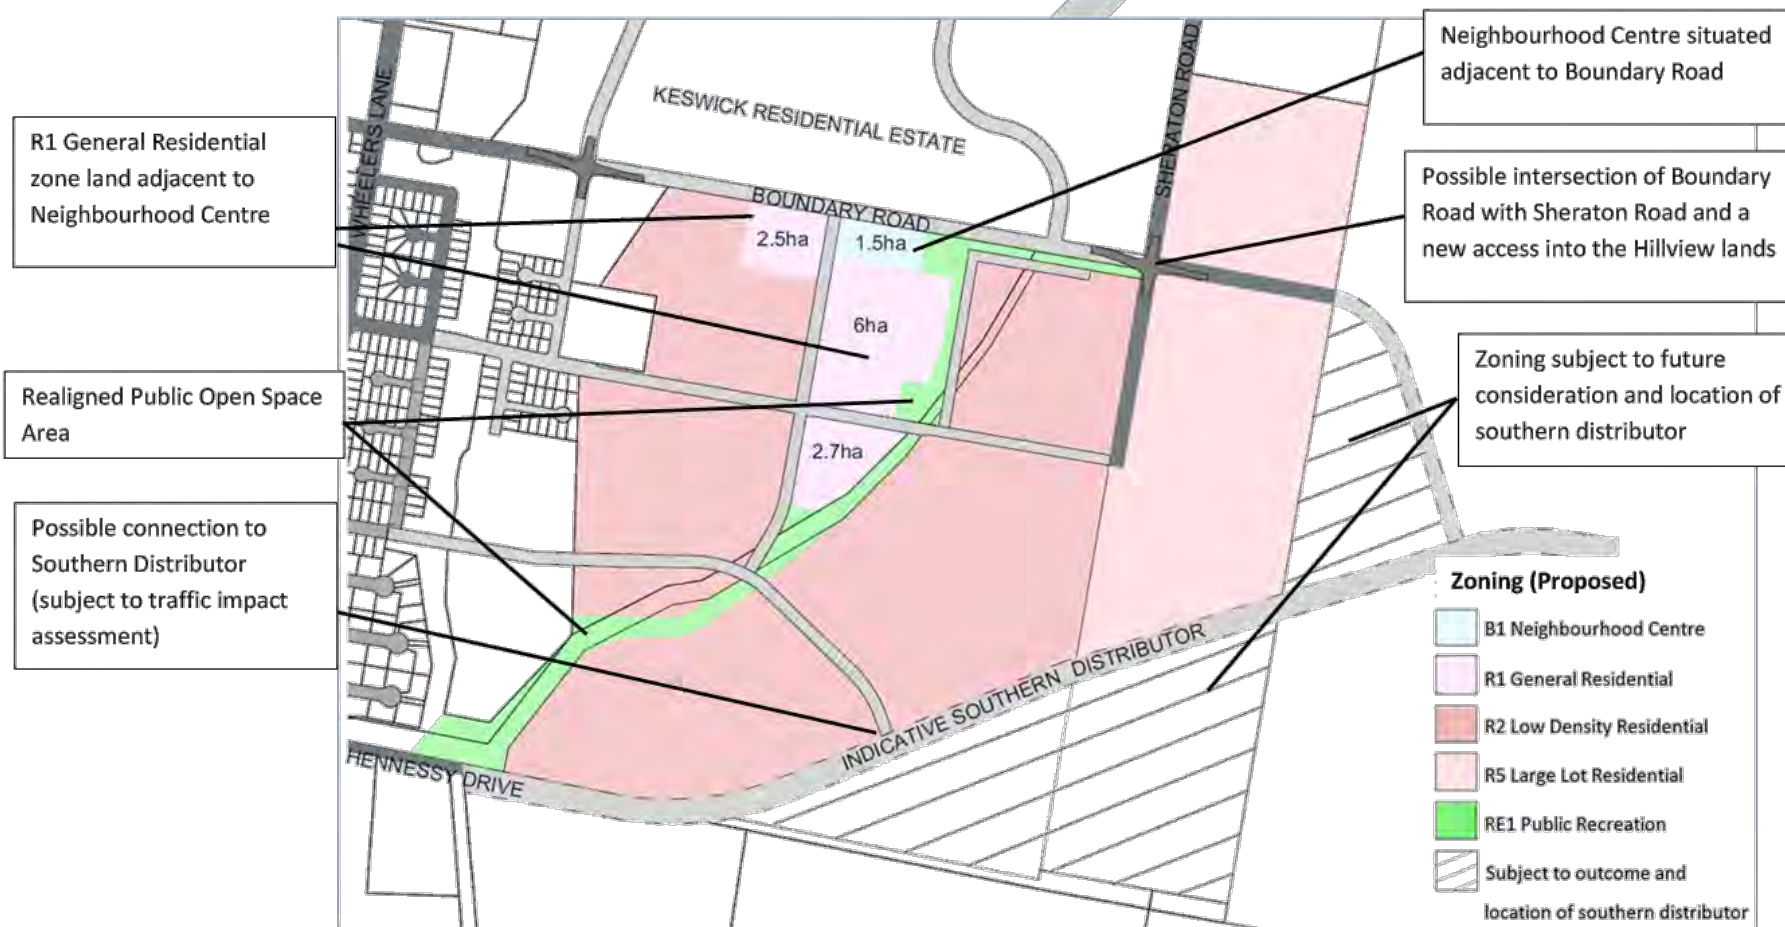 Neighbourhood Centre situated
adjacent to Boundary Road
R1 General Residential
zone land adjacent to
Neighbourhood Centre
Possible intersection of Boundary
Road with Sheraton Road and a
new access into the Hillview lands
Zoning subject to future
consideration and location of
southern distributor
Realigned Public Open Space
Area
Possible connection to
Southern Distributor
(subject to traffic impact
assessment)
WHEELERS LANE
KESWICK RESIDENTIAL ESTATE
SHERATON ROAD
BOUNDARY ROAD
2.5ha
1.5ha
6ha
2.7ha
INDICATIVE SOUTHERN DISTRIBUTOR
HENNESSY DRIVE
Zoning (Proposed)
B1 Neighbourhood Centre
R1 General Residential
R2 Low Density Residential
R5 Large Lot Residential
RE1 Public Recreation
Subject to outcome and
location of southern distributor